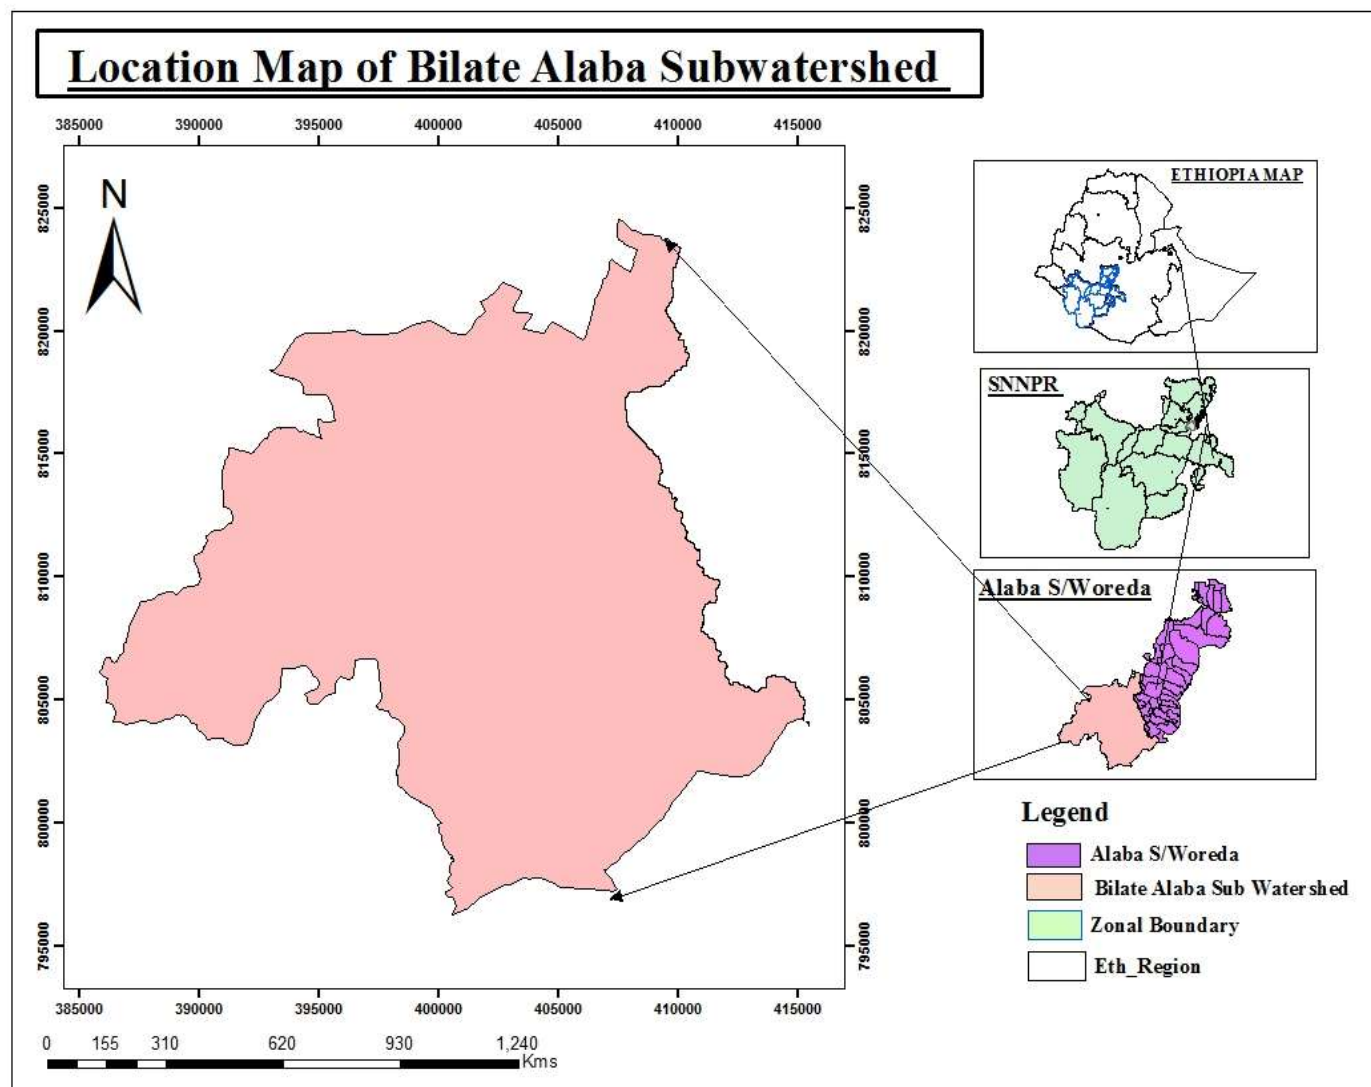 Location Map of Bilate Alaba Subwatershed
385000 390000 395000 400000 405000 410000 415000
N
825000 820000 815000 810000 805000 800000 795000
825000 820000 815000 810000 805000 800000 795000
385000 390000 395000 400000 405000 410000 415000
0 155 310 620 930 1,240
Kms
ETHIOPIA MAP
SNNPR
Alaba S/Woreda
Legend
Alaba S/Woreda
Bilate Alaba Sub Watershed
Zonal Boundary
Eth_Region